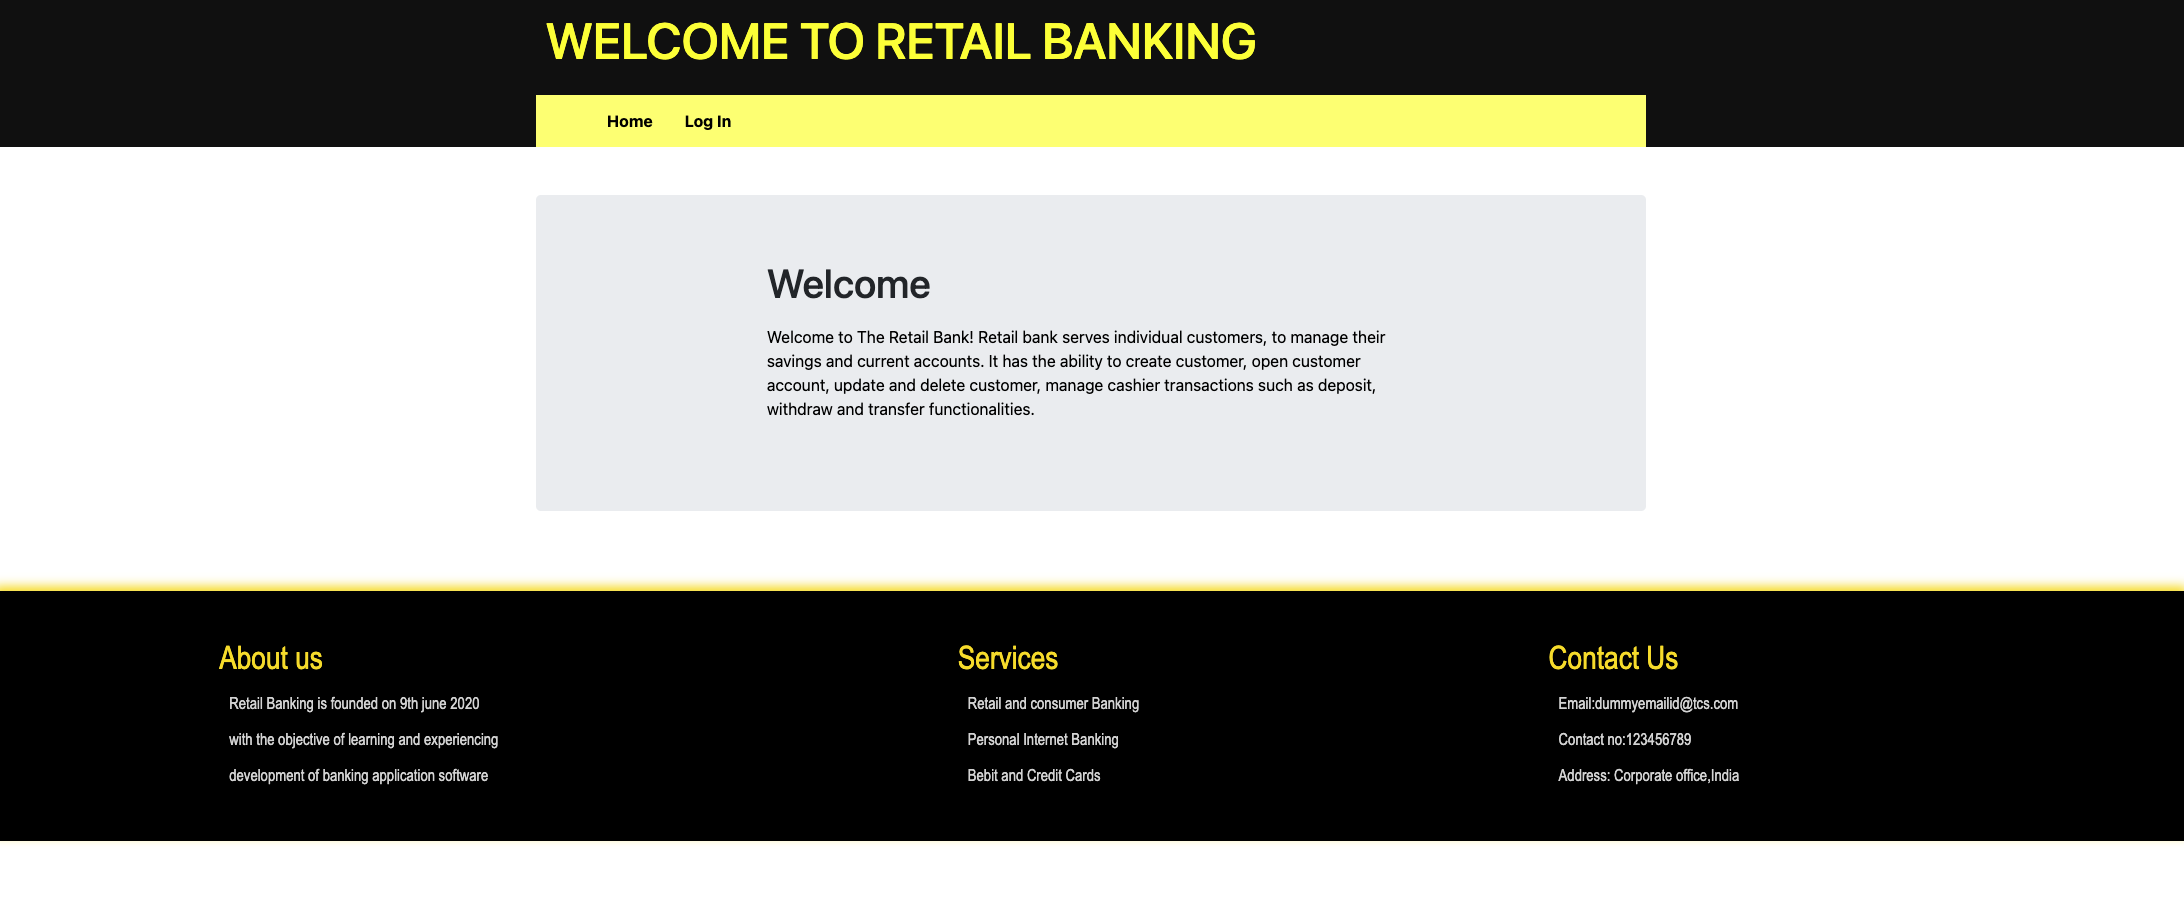 WELCOME TO RETAIL BANKING
Home Log In
Welcome
Welcome to The Retail Bank! Retail bank serves individual customers, to manage their
savings and current accounts. It has the ability to create customer, open customer
account, update and delete customer, manage cashier transactions such as deposit,
withdraw and transfer functionalities.
About us
Retail Banking is founded on 9th june 2020
with the objective of learning and experiencing
development of banking application software
Services
Retail and consumer Banking
Personal Internet Banking
Bebit and Credit Cards
Contact Us
Email:dummyemailid@tcs.com
Contact no:123456789
Address: Corporate office,India